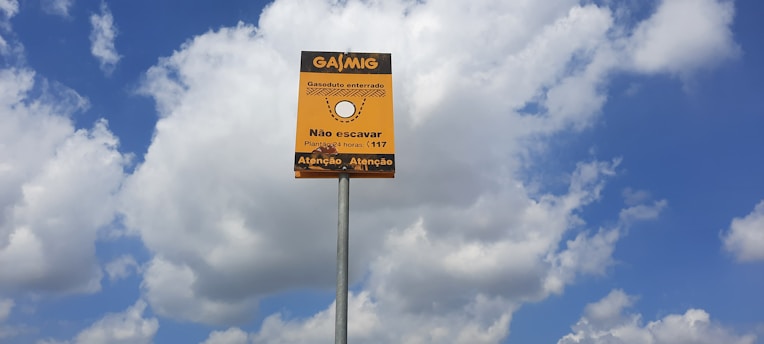 GASMIG
Gasoduto enterrado
Não escavar
Plantão 24 horas 117
Atenção Atenção